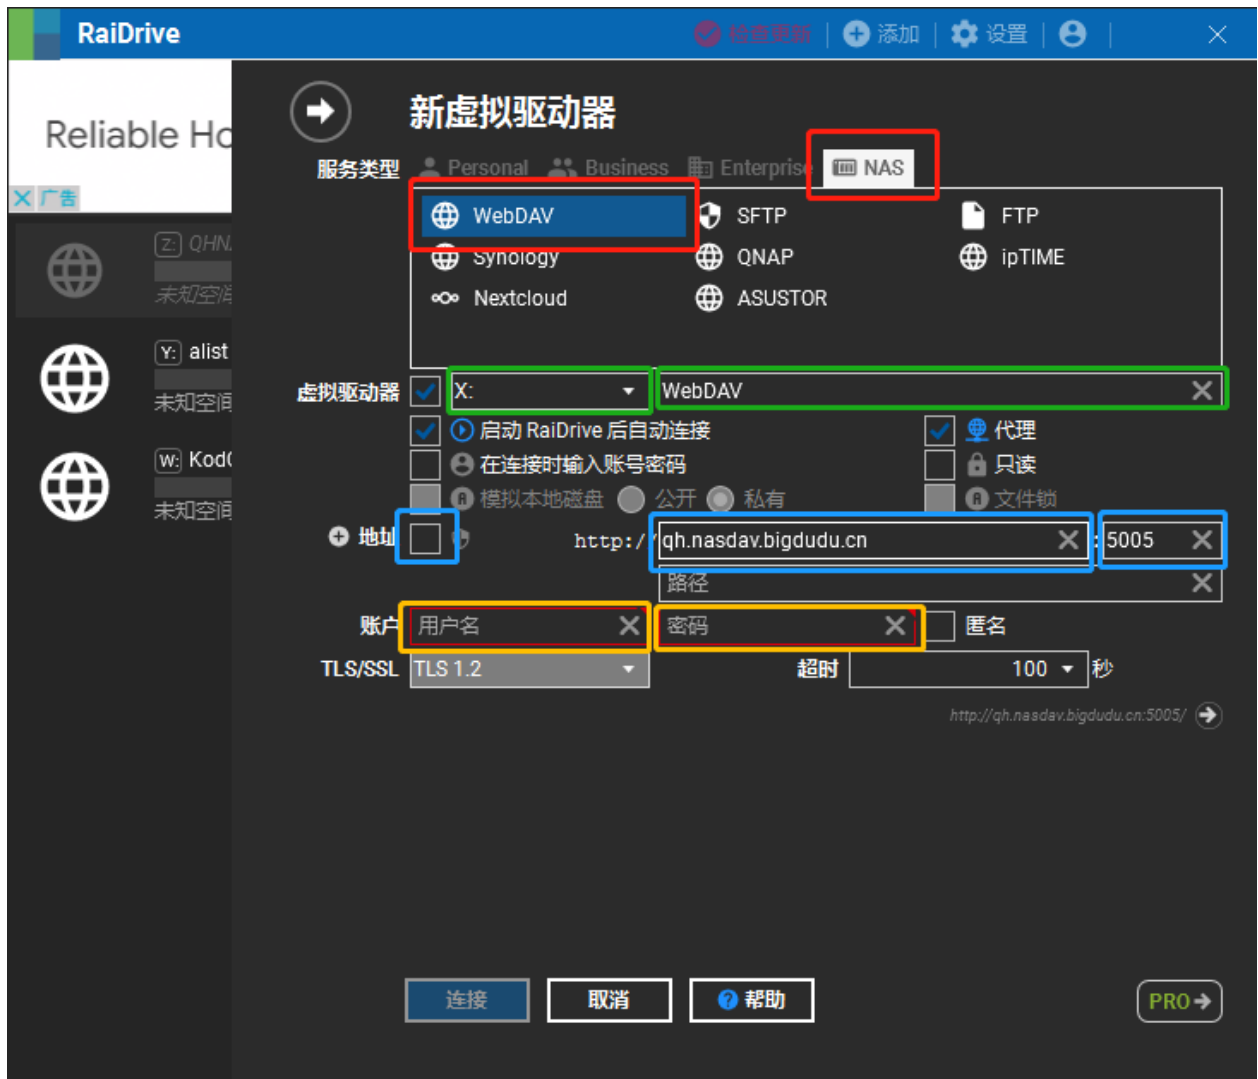 RaiDrive 检查更新 添加 设置
Reliable Ho
广告
新虚拟驱动器
服务类型 Personal Business Enterprise NAS
WebDAV SFTP FTP
Synology QNAP ipTIME
Nextcloud ASUSTOR
Z: QHN
未知空间
Y: alist
未知空间
W: Kod
未知空间
虚拟驱动器 X: WebDAV
启动 RaiDrive 后自动连接 代理
在连接时输入账号密码 只读
模拟本地磁盘 公开 私有 文件锁
地址 http:// qh.nasdav.bigdudu.cn : 5005
路径
账户 用户名 密码 匿名
TLS/SSL TLS 1.2 超时 100 秒
http://qh.nasdav.bigdudu.cn:5005/
连接 取消 帮助 PRO